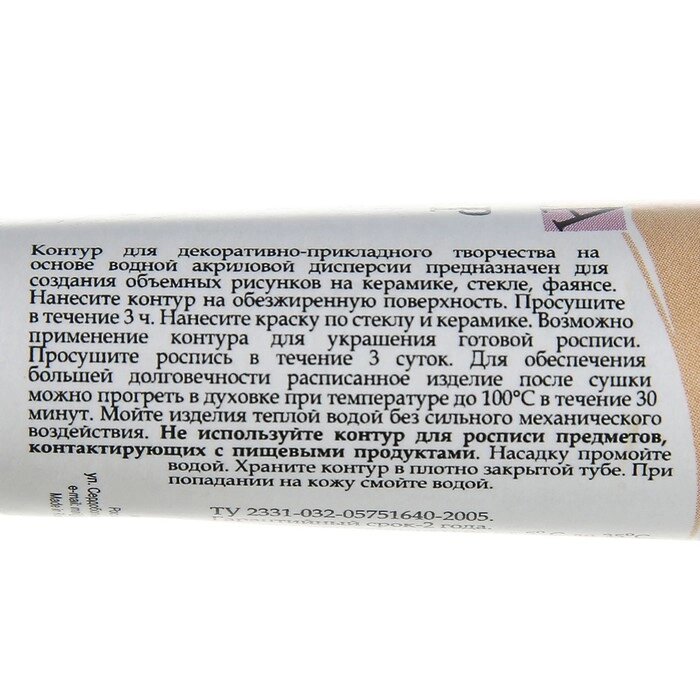 Контур для декоративно-прикладного творчества на
основе водной акриловой дисперсии предназначен для
создания объемных рисунков на керамике, стекле, фаянсе.
Нанесите контур на обезжиренную поверхность. Просушите
в течение 3 ч. Нанесите краску по стеклу и керамике. Возможно
применение контура для украшения готовой росписи.
Просушите роспись в течение 3 суток. Для обеспечения
большей долговечности расписанное изделие после сушки
можно прогреть в духовке при температуре до 100°С в течение 30
минут. Мойте изделия теплой водой без сильного механического
воздействия. Не используйте контур для росписи предметов,
контактирующих с пищевыми продуктами. Насадку промойте
водой. Храните контур в плотно закрытой тубе. При
попадании на кожу смойте водой.
ТУ 2331-032-05751640-2005.
Гарантийный срок-2 года.